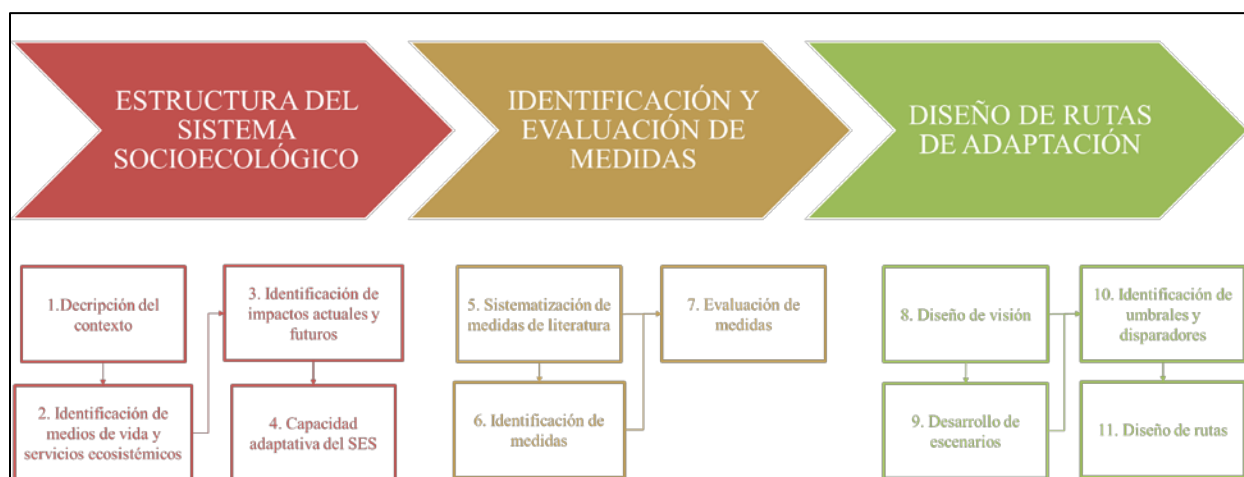 ESTRUCTURA DEL
SISTEMA
SOCIOECOLÓGICO
IDENTIFICACIÓN Y
EVALUACIÓN DE
MEDIDAS
DISEÑO DE RUTAS
DE ADAPTACIÓN
1.Decripción del
contexto
2. Identificación de
medios de vida y
servicios ecosistémicos
3. Identificación de
impactos actuales y
futuros
4. Capacidad
adaptativa del SES
5. Sistematización de
medidas de literatura
6. Identificación de
medidas
7. Evaluación de
medidas
8. Diseño de visión
9. Desarrollo de
escenarios
10. Identificación de
umbrales y
disparadores
11. Diseño de rutas